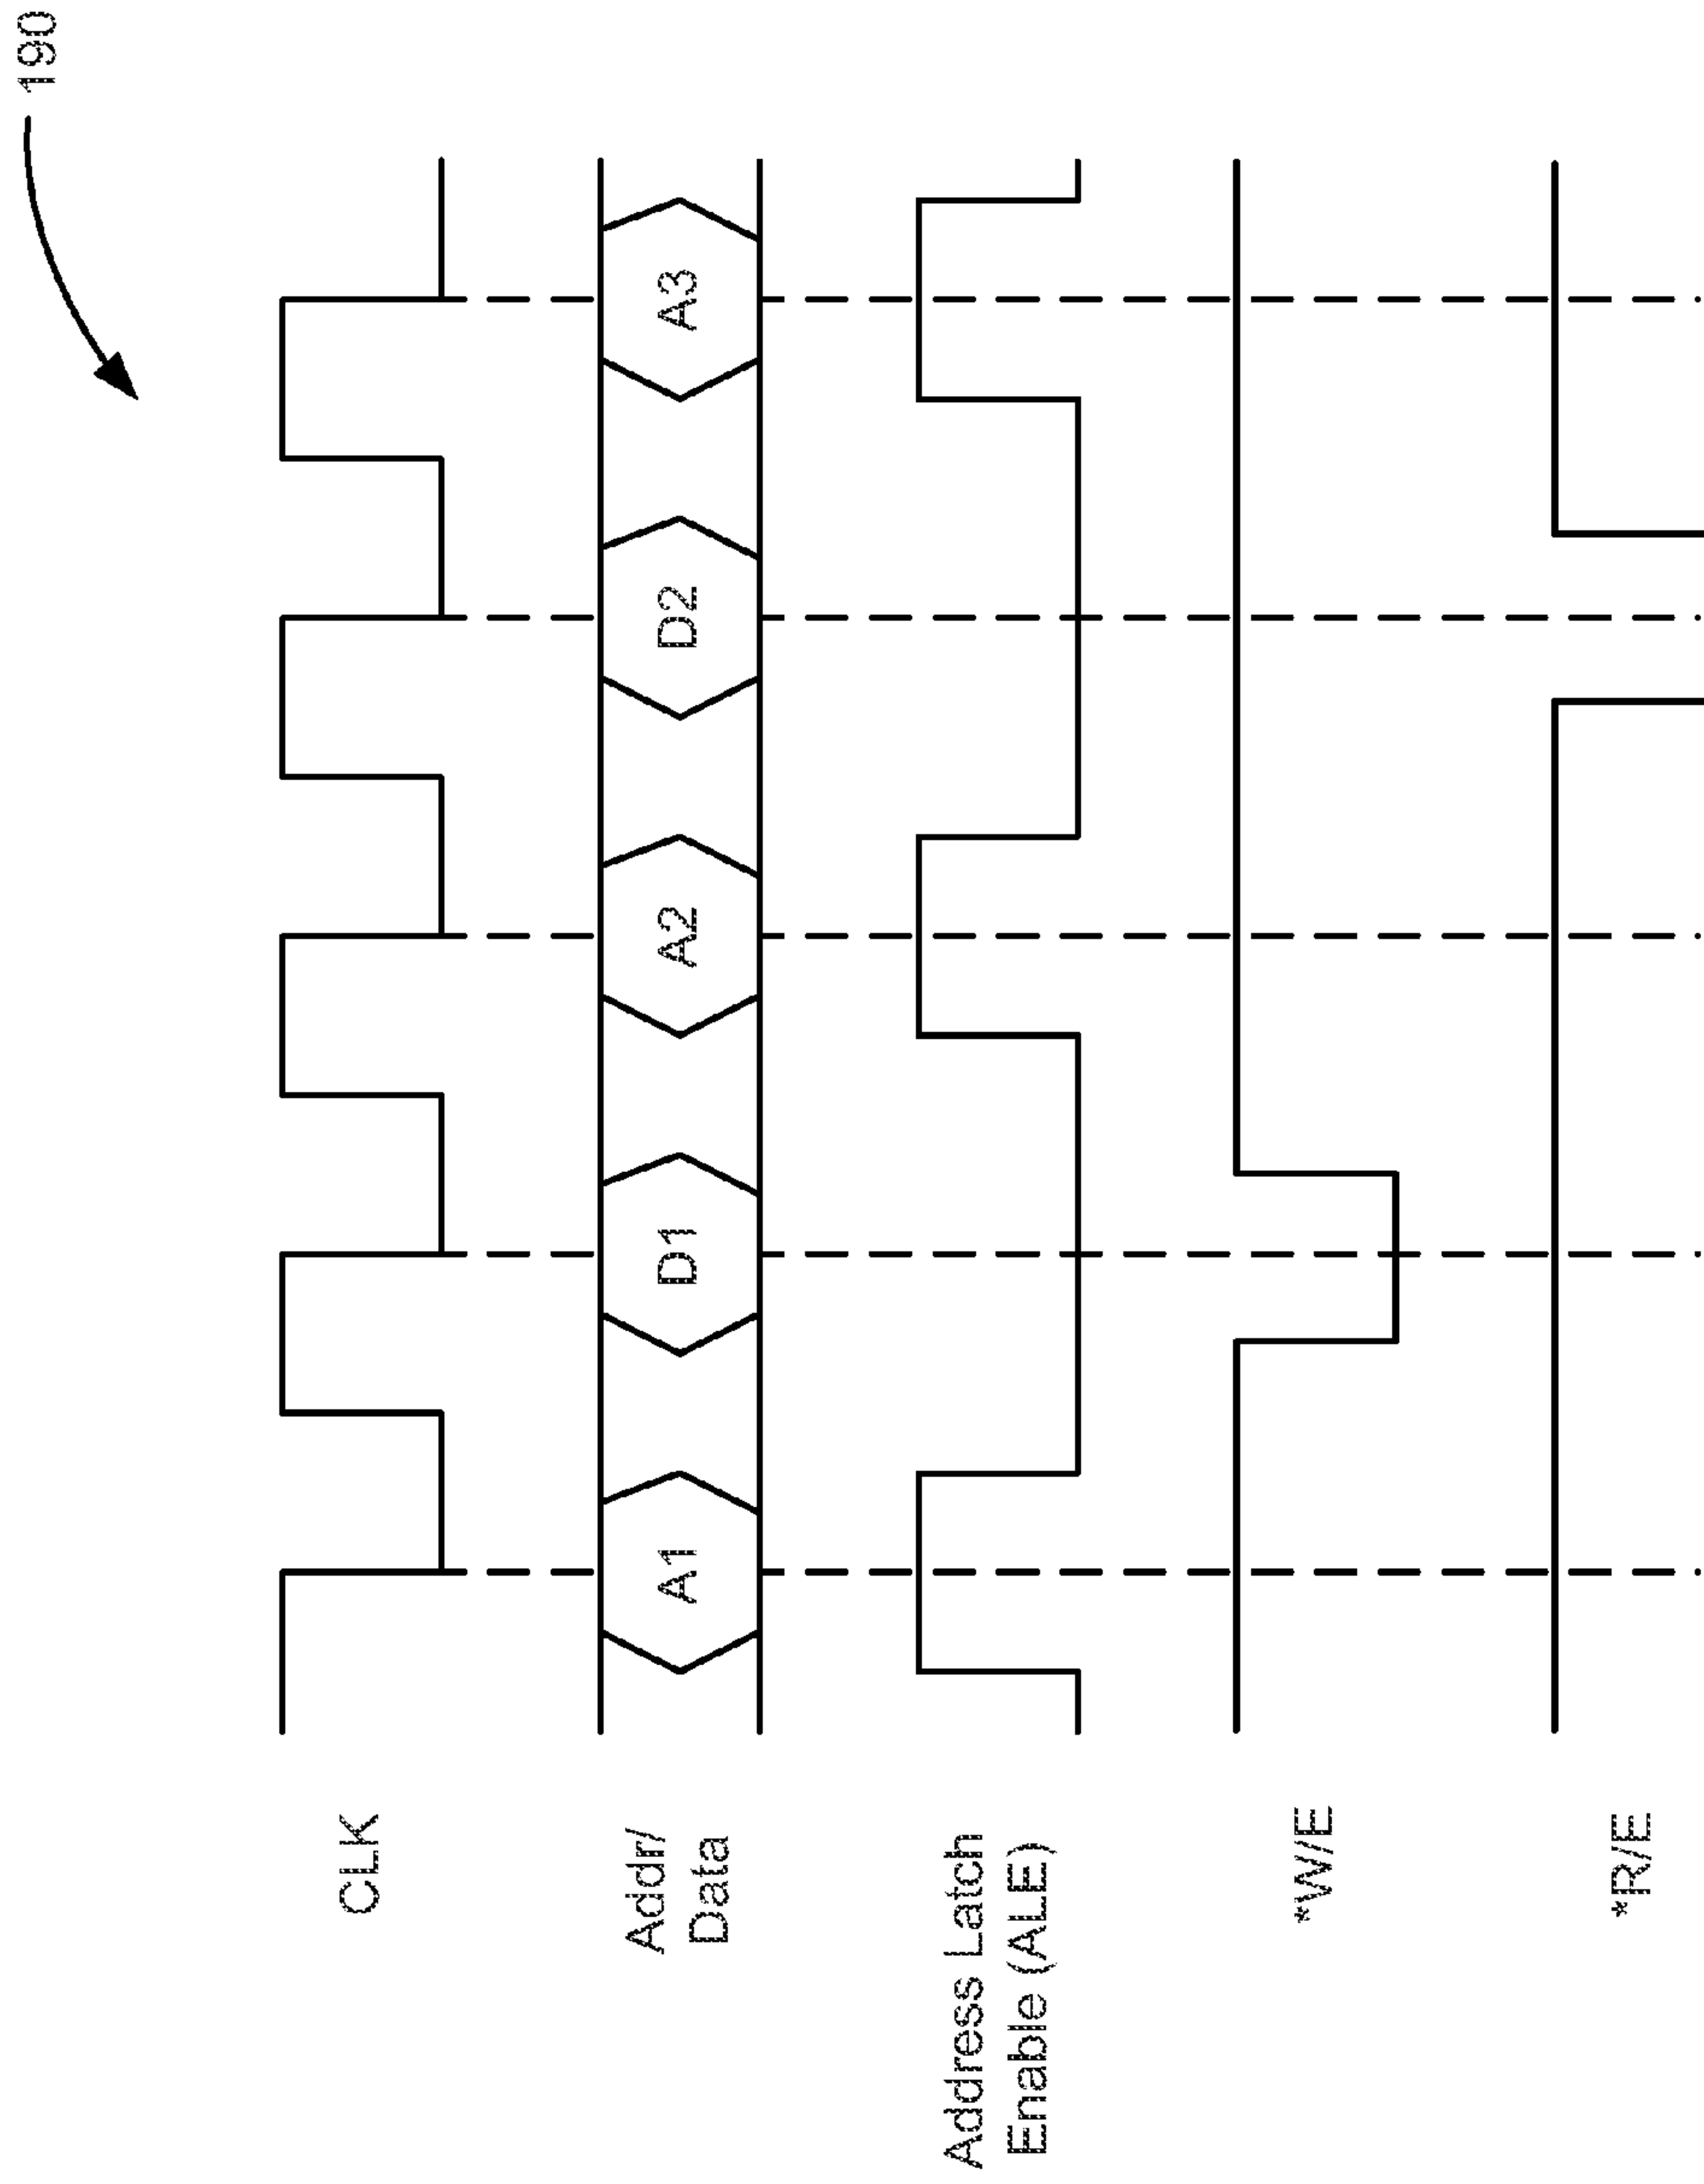 190
CLK
Addr/
Data
A1
D1
A2
D2
A3
Address Latch
Enable (ALE)
*W/E
*R/E